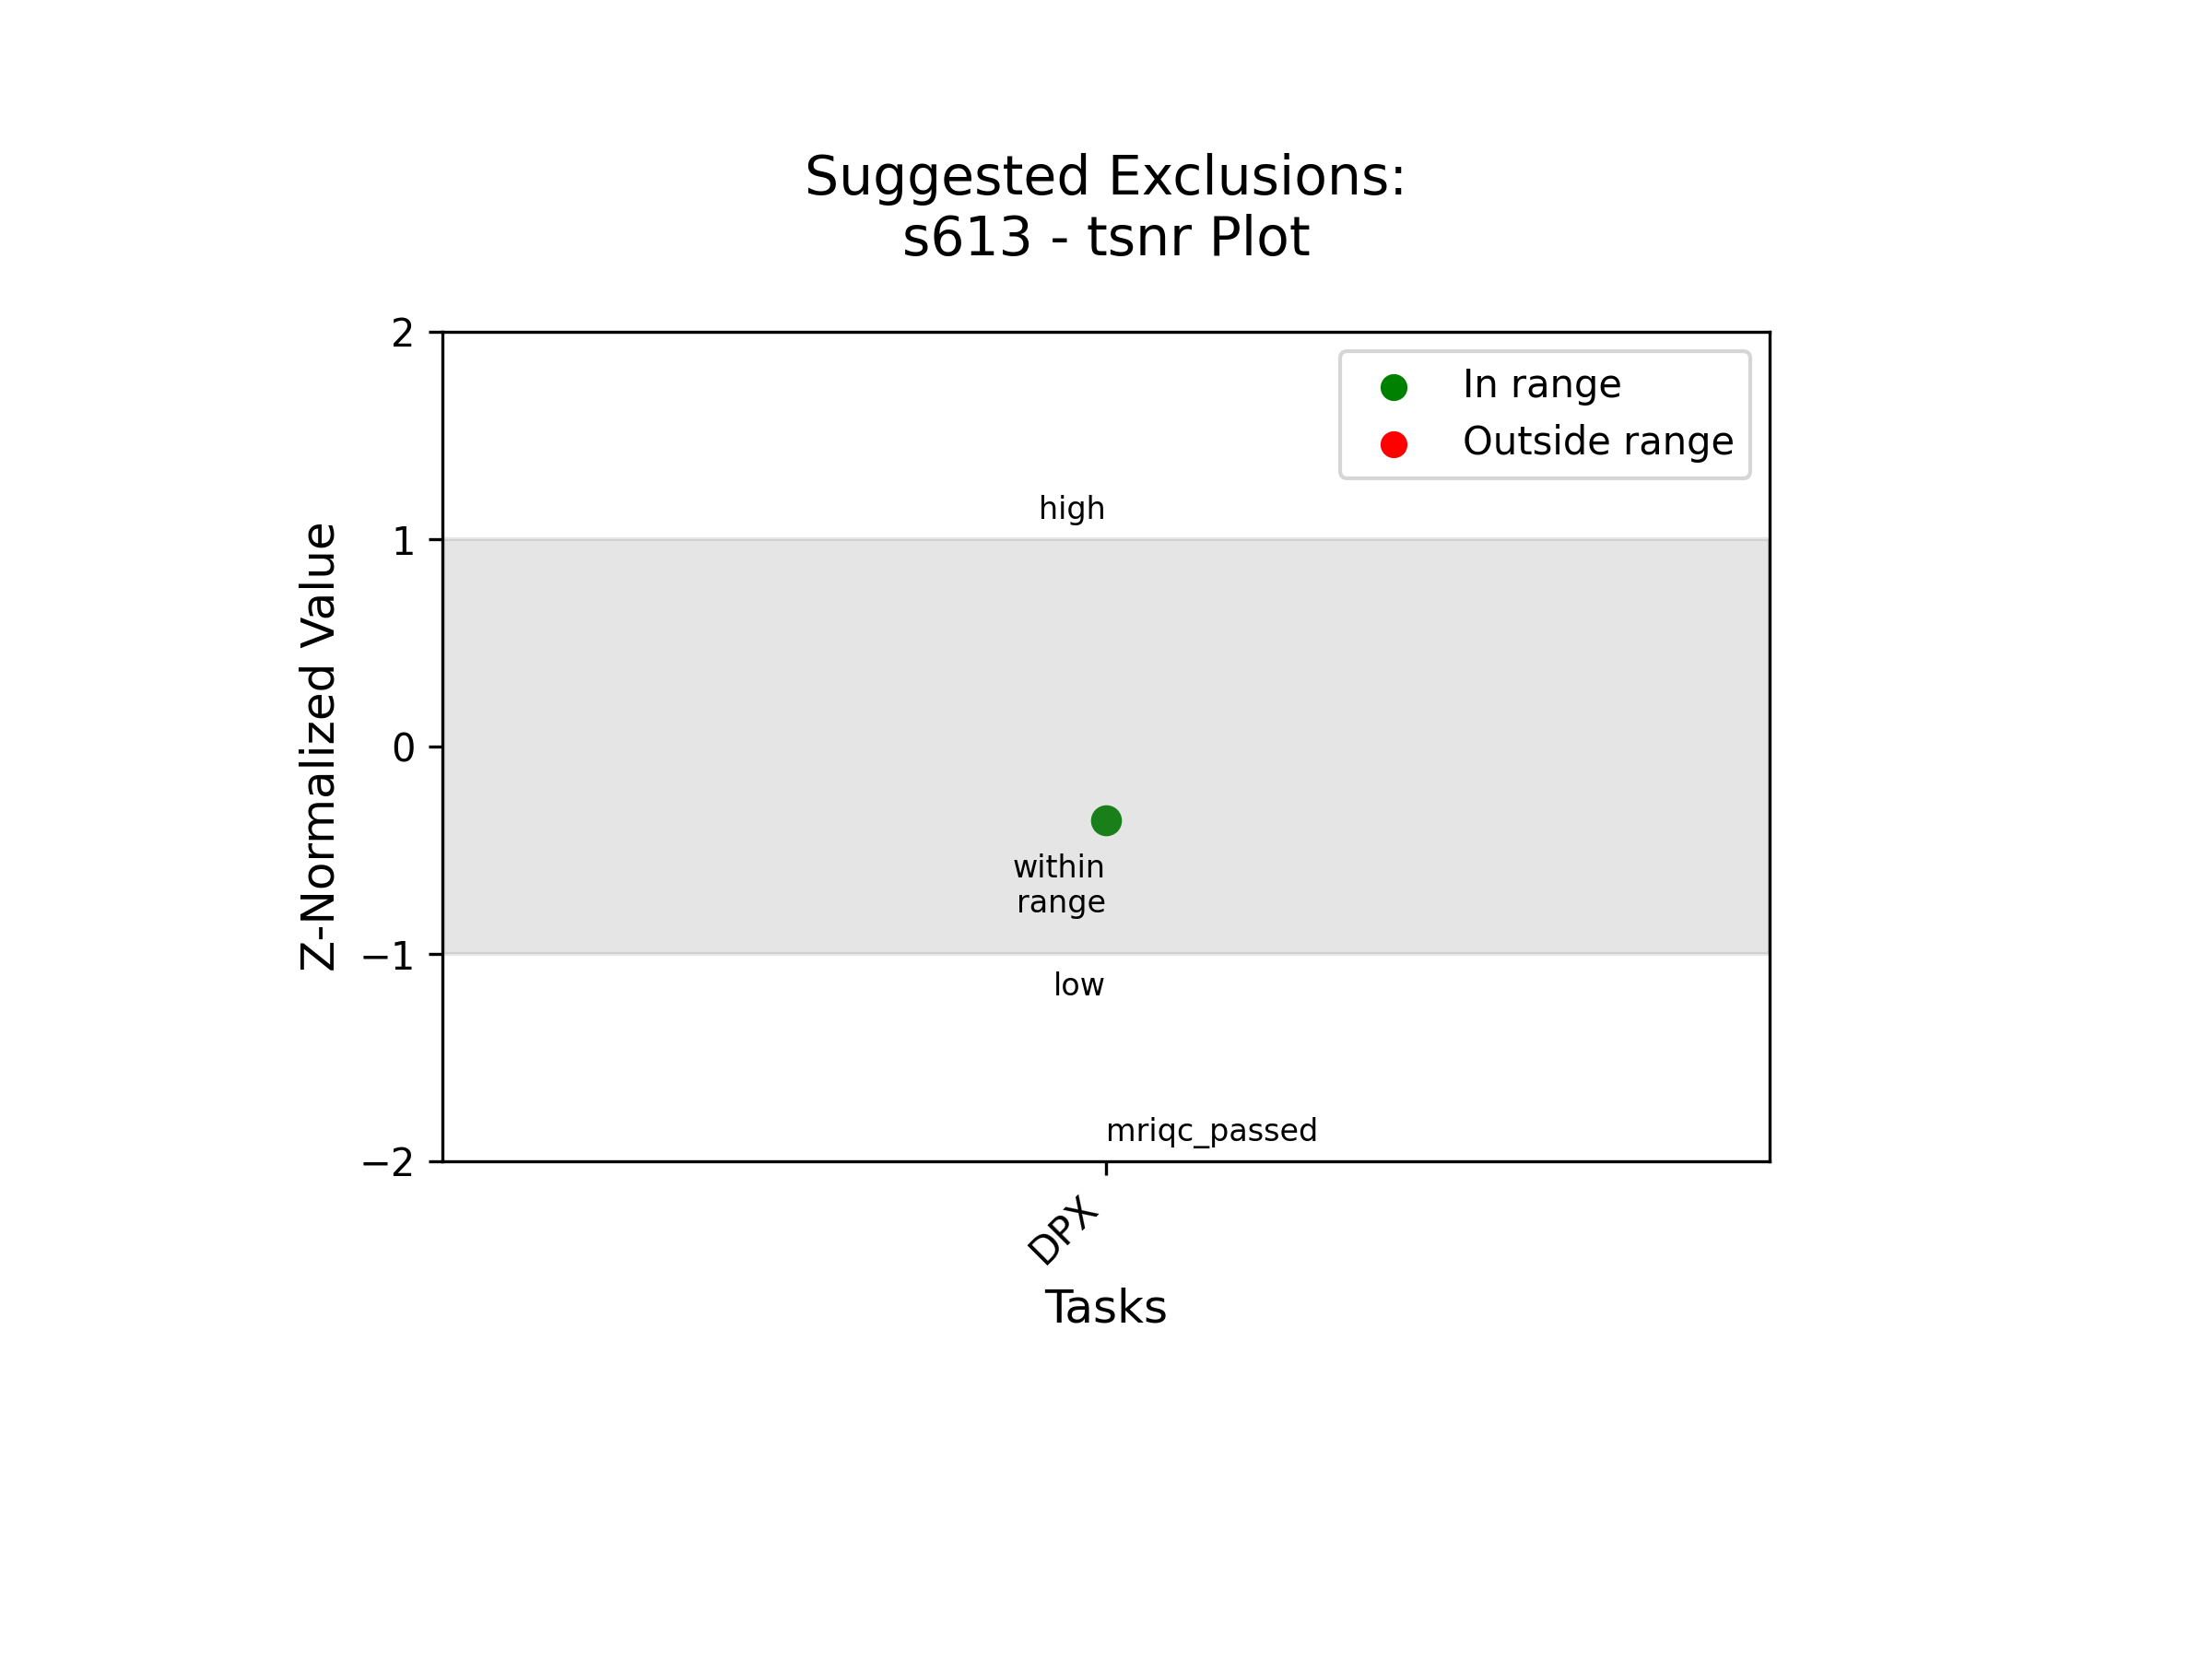 Suggested Exclusions:
s613 - tsnr Plot
2
In range
Outside range
high
1
Z-Normalized Value
0
within
range
−1
low
mriqc_passed
−2
DPX
Tasks